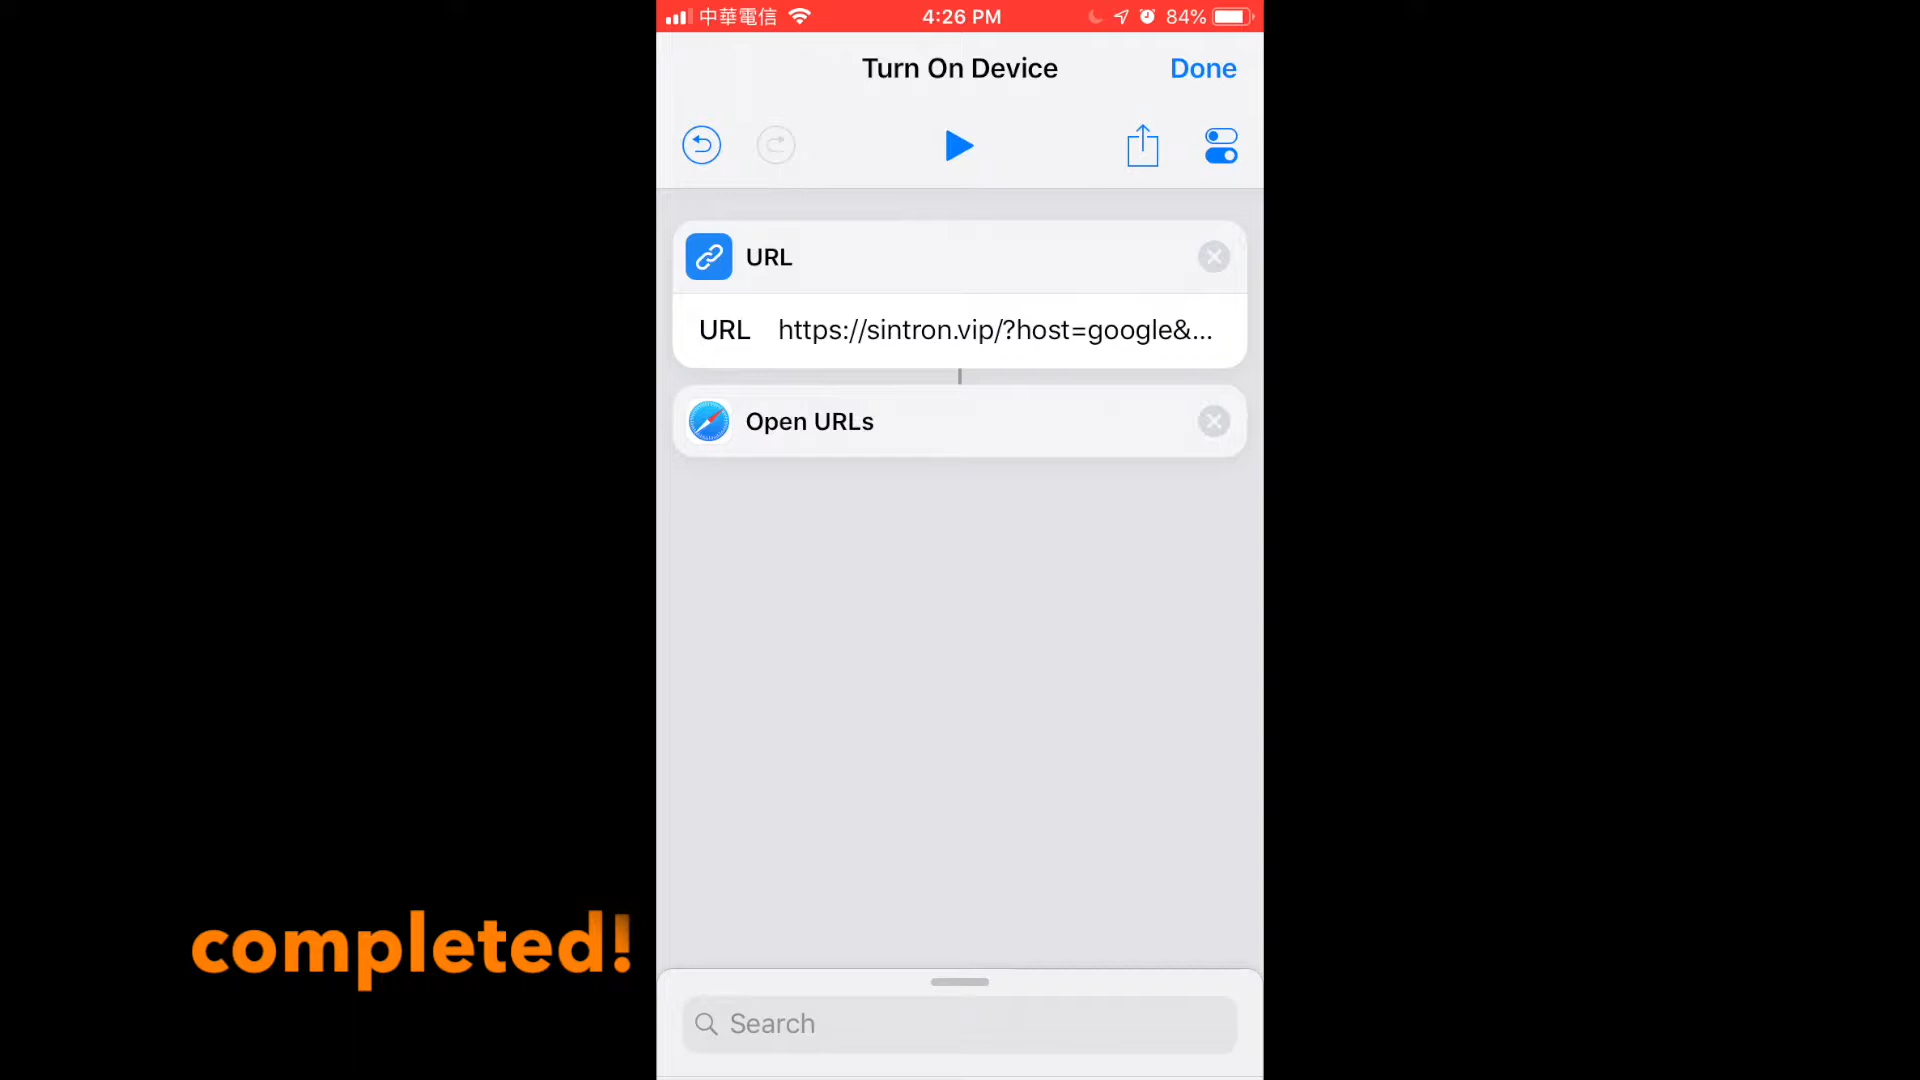 中華電信 4:26 PM 84%
Turn On Device Done
URL
URL https://sintron.vip/?host=google&...
Open URLs
completed!
Search